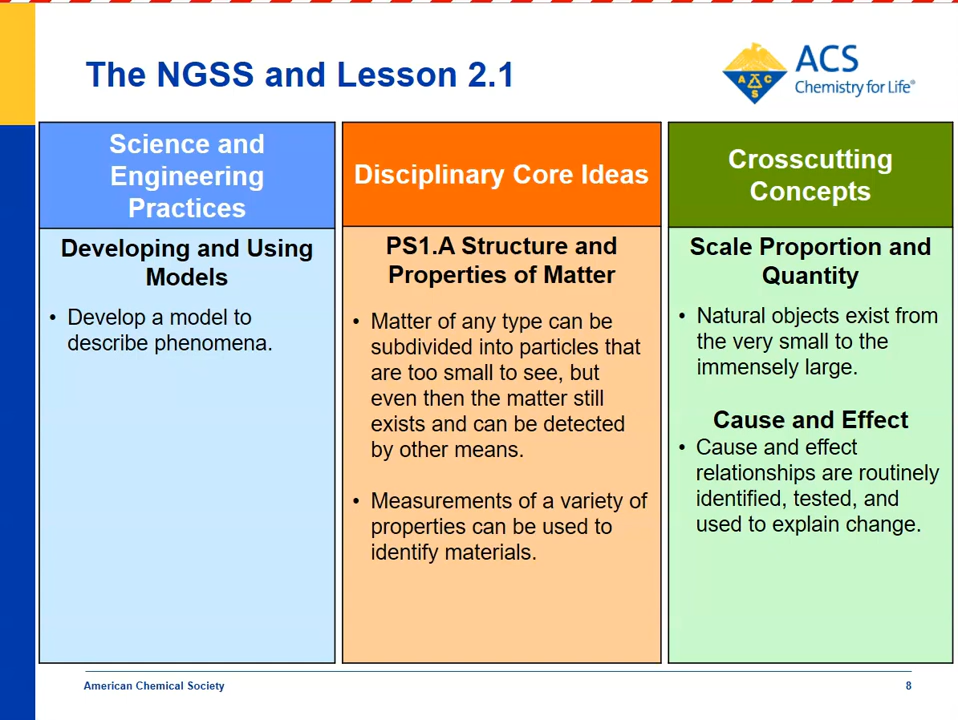 The NGSS and Lesson 2.1
A C C
S
ACS
Chemistry for Life®
Science and
Engineering
Practices
Developing and Using
Models
• Develop a model to
describe phenomena.
Disciplinary Core Ideas
PS1.A Structure and
Properties of Matter
• Matter of any type can be
subdivided into particles that
are too small to see, but
even then the matter still
exists and can be detected
by other means.
• Measurements of a variety of
properties can be used to
identify materials.
Crosscutting
Concepts
Scale Proportion and
Quantity
• Natural objects exist from
the very small to the
immensely large.
Cause and Effect
• Cause and effect
relationships are routinely
identified, tested, and
used to explain change.
American Chemical Society
8